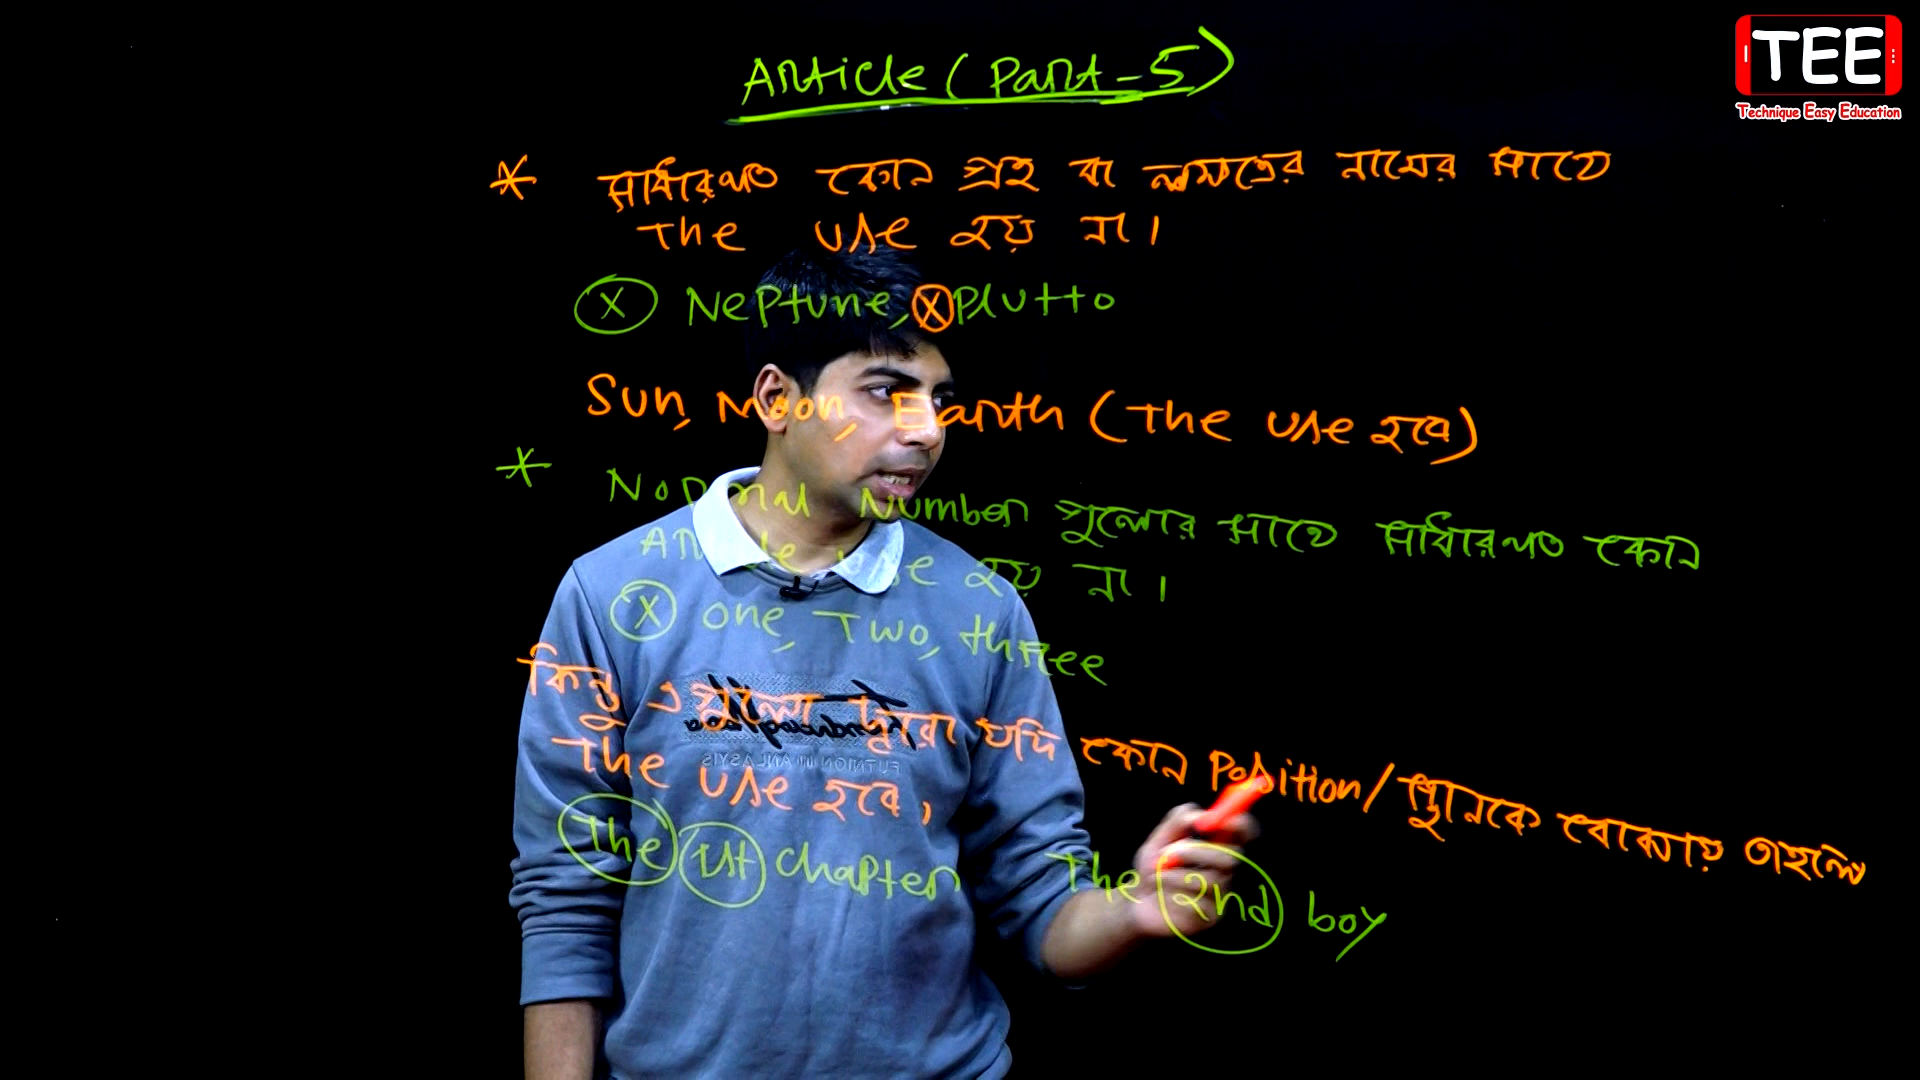 TEE
Technique Easy Education
Article (Part-5)
* সাধারণত কোন গ্রহ বা নক্ষত্রের নামের সাথে
The use হয় না।
X Neptune, X Plutto
Sun, Moon, Earth (The use হবে)
* Normal Number গুলোর সাথে সাধারণত কোন
Article use হয় না।
X One, Two, three
কিন্তু এগুলো দ্বারা যদি কোন Position/স্থানকে বোঝায় তাহলে
The use হবে,
The 1st Chapter The 2nd boy